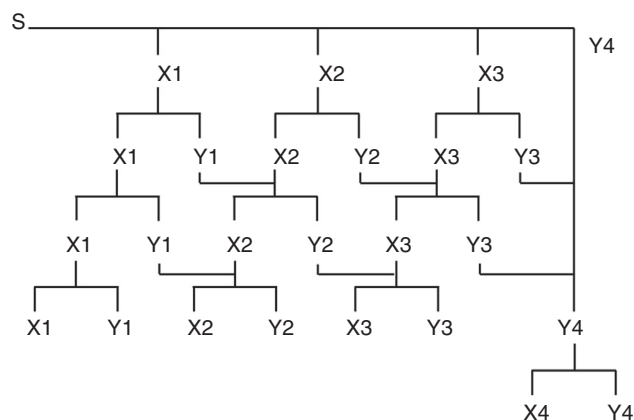 S
Y4
X1 X2 X3
X1 Y1 X2 Y2 X3 Y3
X1 Y1 X2 Y2 X3 Y3
X1 Y1 X2 Y2 X3 Y3 Y4
X4 Y4